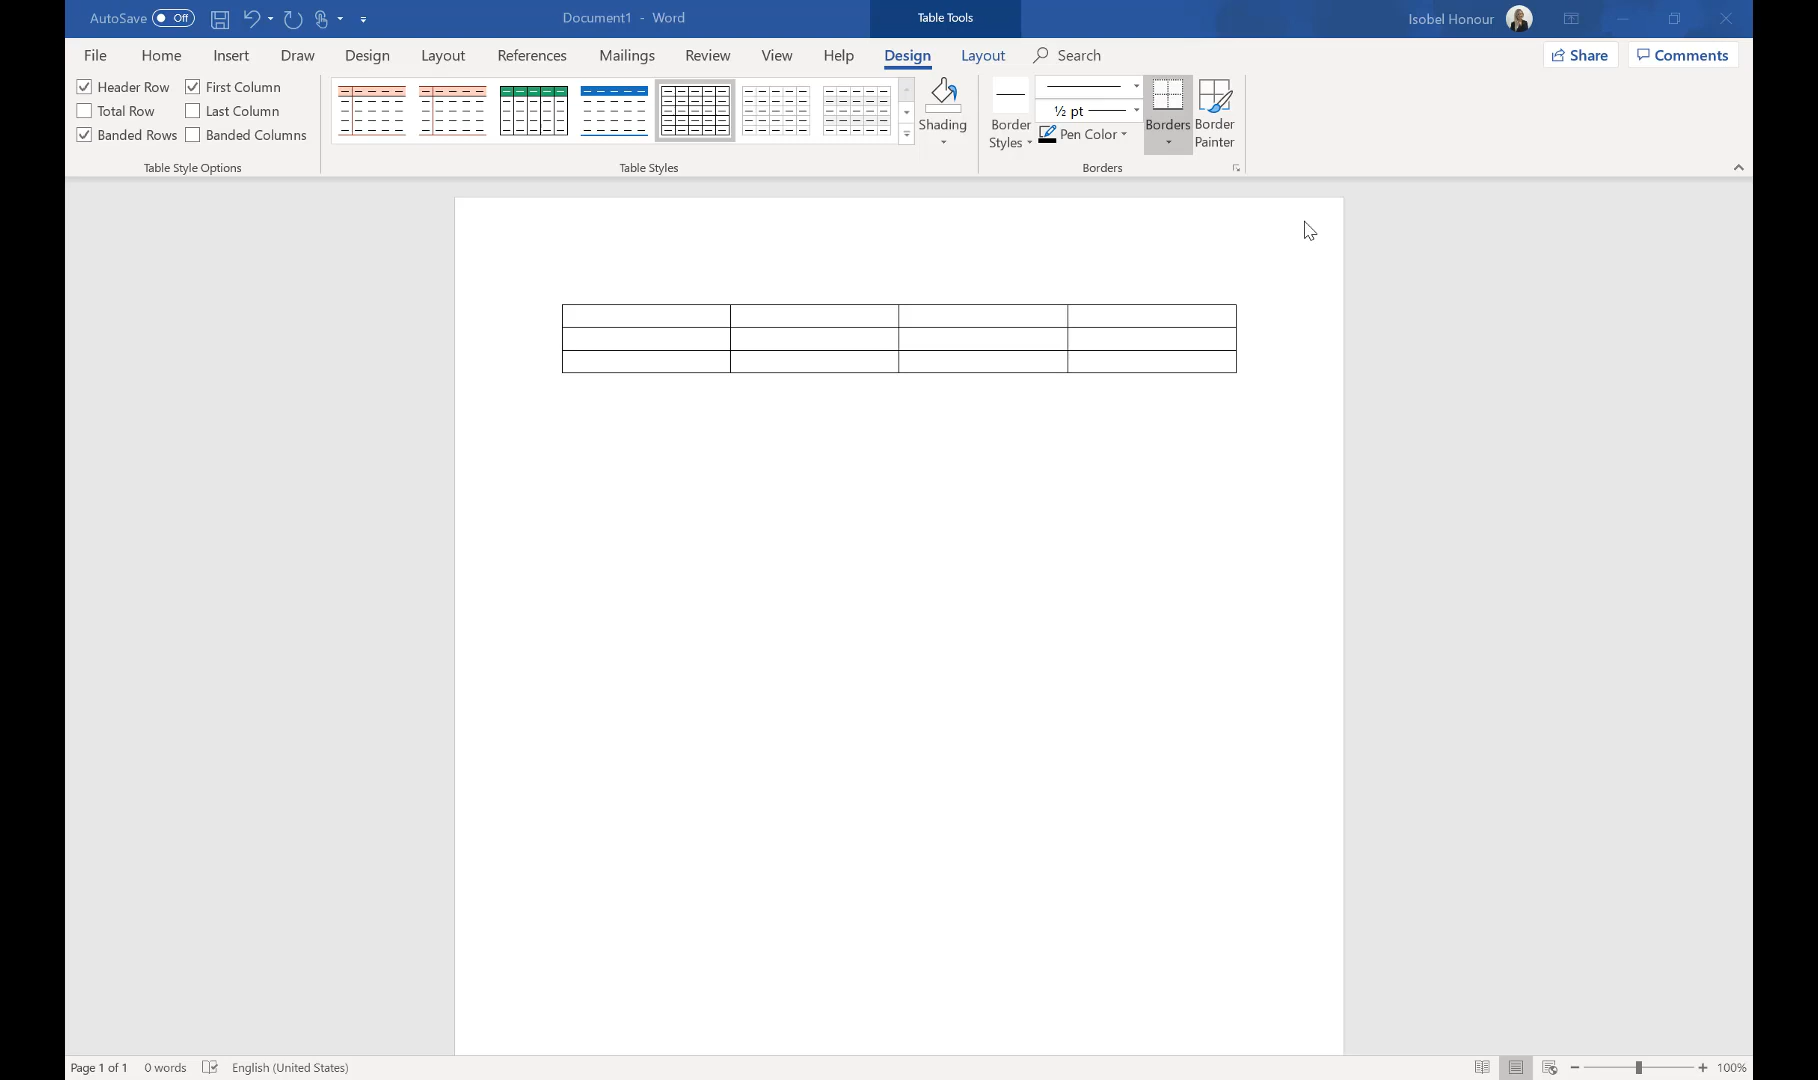 AutoSave Off Document1 - Word Table Tools Isobel Honour
File Home Insert Draw Design Layout References Mailings Review View Help Design Layout Search Share Comments
Header Row First Column
Total Row Last Column
Banded Rows Banded Columns
Table Style Options
Table Styles
Shading
Border Styles
½ pt
Pen Color
Borders
Border Painter
Borders
Page 1 of 1 0 words English (United States) 100%